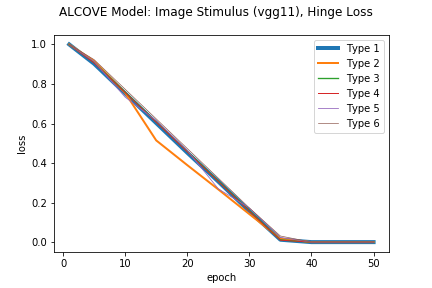 ALCOVE Model: Image Stimulus (vgg11), Hinge Loss
1.0
0.8
0.6
0.4
0.2
0.0
loss
0 10 20 30 40 50
epoch
Type 1
Type 2
Type 3
Type 4
Type 5
Type 6